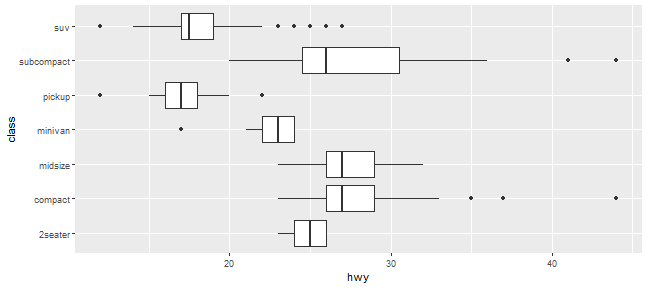 suv
subcompact
pickup
minivan
midsize
compact
2seater
class
20 30 40
hwy